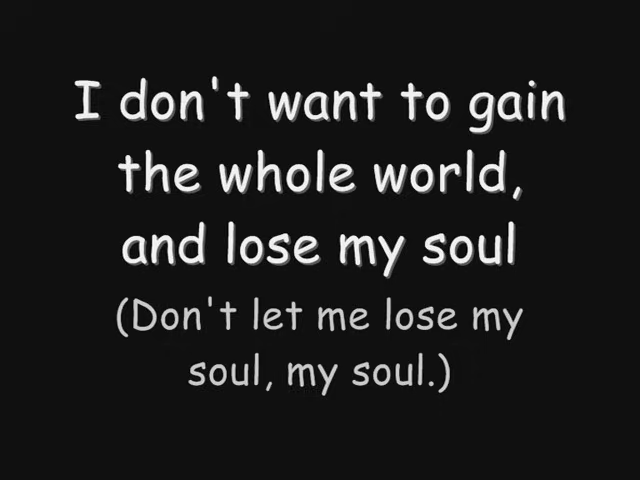 I don't want to gain
the whole world,
and lose my soul
(Don't let me lose my
soul, my soul.)